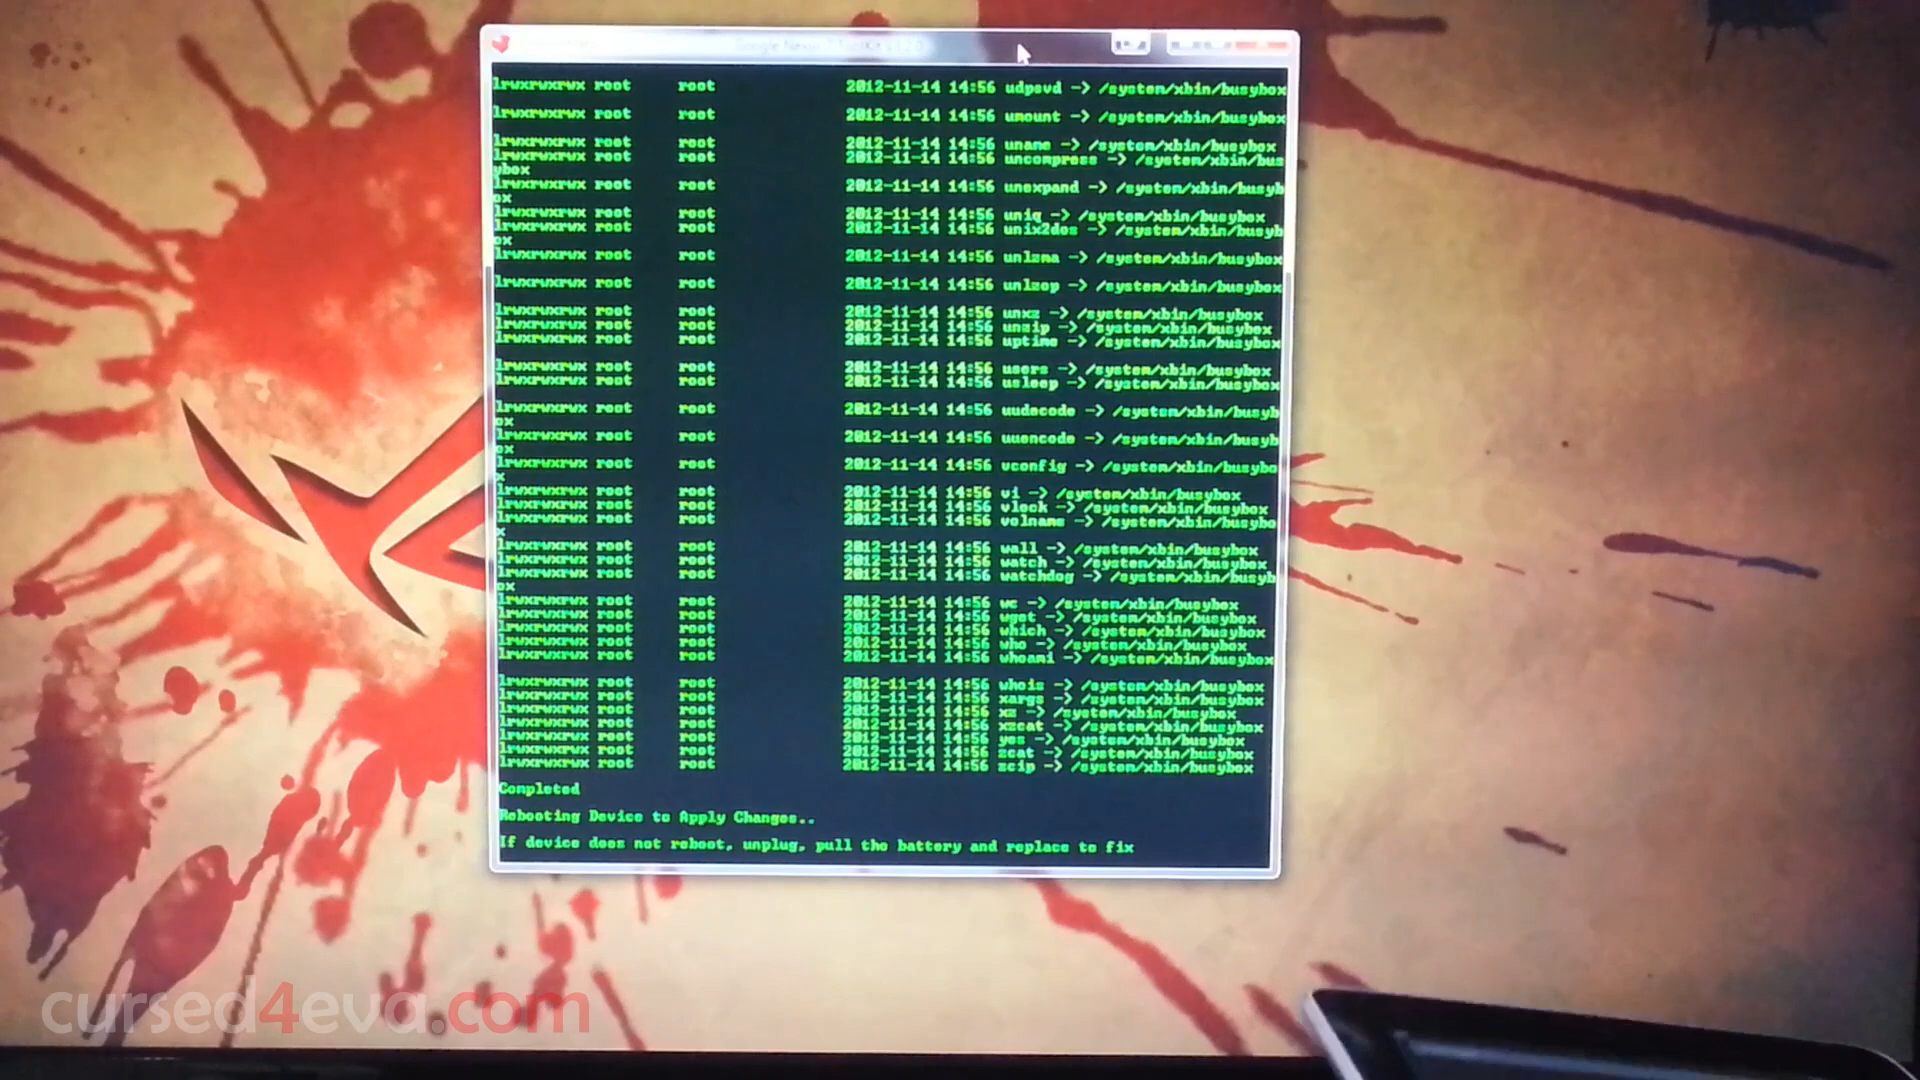 Google Nexus 7 ToolKit
lrwxrwxrwx root root 2012-11-14 14:56 udpsvd -> /system/xbin/busybox
lrwxrwxrwx root root 2012-11-14 14:56 umount -> /system/xbin/busybox
lrwxrwxrwx root root 2012-11-14 14:56 uname -> /system/xbin/busybox
lrwxrwxrwx root root 2012-11-14 14:56 uncompress -> /system/xbin/bus
ybox
lrwxrwxrwx root root 2012-11-14 14:56 unexpand -> /system/xbin/busyb
ox
lrwxrwxrwx root root 2012-11-14 14:56 uniq -> /system/xbin/busybox
lrwxrwxrwx root root 2012-11-14 14:56 unix2dos -> /system/xbin/busyb
ox
lrwxrwxrwx root root 2012-11-14 14:56 unlzma -> /system/xbin/busybox
lrwxrwxrwx root root 2012-11-14 14:56 unlzop -> /system/xbin/busybox
lrwxrwxrwx root root 2012-11-14 14:56 unxz -> /system/xbin/busybox
lrwxrwxrwx root root 2012-11-14 14:56 unzip -> /system/xbin/busybox
lrwxrwxrwx root root 2012-11-14 14:56 uptime -> /system/xbin/busybox
lrwxrwxrwx root root 2012-11-14 14:56 users -> /system/xbin/busybox
lrwxrwxrwx root root 2012-11-14 14:56 usleep -> /system/xbin/busybox
lrwxrwxrwx root root 2012-11-14 14:56 uudecode -> /system/xbin/busyb
ox
lrwxrwxrwx root root 2012-11-14 14:56 uuencode -> /system/xbin/busyb
ox
lrwxrwxrwx root root 2012-11-14 14:56 vconfig -> /system/xbin/busybo
x
lrwxrwxrwx root root 2012-11-14 14:56 vi -> /system/xbin/busybox
lrwxrwxrwx root root 2012-11-14 14:56 vlock -> /system/xbin/busybox
lrwxrwxrwx root root 2012-11-14 14:56 volname -> /system/xbin/busybo
x
lrwxrwxrwx root root 2012-11-14 14:56 wall -> /system/xbin/busybox
lrwxrwxrwx root root 2012-11-14 14:56 watch -> /system/xbin/busybox
lrwxrwxrwx root root 2012-11-14 14:56 watchdog -> /system/xbin/busyb
ox
lrwxrwxrwx root root 2012-11-14 14:56 wc -> /system/xbin/busybox
lrwxrwxrwx root root 2012-11-14 14:56 wget -> /system/xbin/busybox
lrwxrwxrwx root root 2012-11-14 14:56 which -> /system/xbin/busybox
lrwxrwxrwx root root 2012-11-14 14:56 who -> /system/xbin/busybox
lrwxrwxrwx root root 2012-11-14 14:56 whoami -> /system/xbin/busybox
lrwxrwxrwx root root 2012-11-14 14:56 whois -> /system/xbin/busybox
lrwxrwxrwx root root 2012-11-14 14:56 xargs -> /system/xbin/busybox
lrwxrwxrwx root root 2012-11-14 14:56 xz -> /system/xbin/busybox
lrwxrwxrwx root root 2012-11-14 14:56 xzcat -> /system/xbin/busybox
lrwxrwxrwx root root 2012-11-14 14:56 yes -> /system/xbin/busybox
lrwxrwxrwx root root 2012-11-14 14:56 zcat -> /system/xbin/busybox
lrwxrwxrwx root root 2012-11-14 14:56 zcip -> /system/xbin/busybox
Completed
Rebooting Device to Apply Changes..
If device does not reboot, unplug, pull the battery and replace to fix
cursed4eva.com